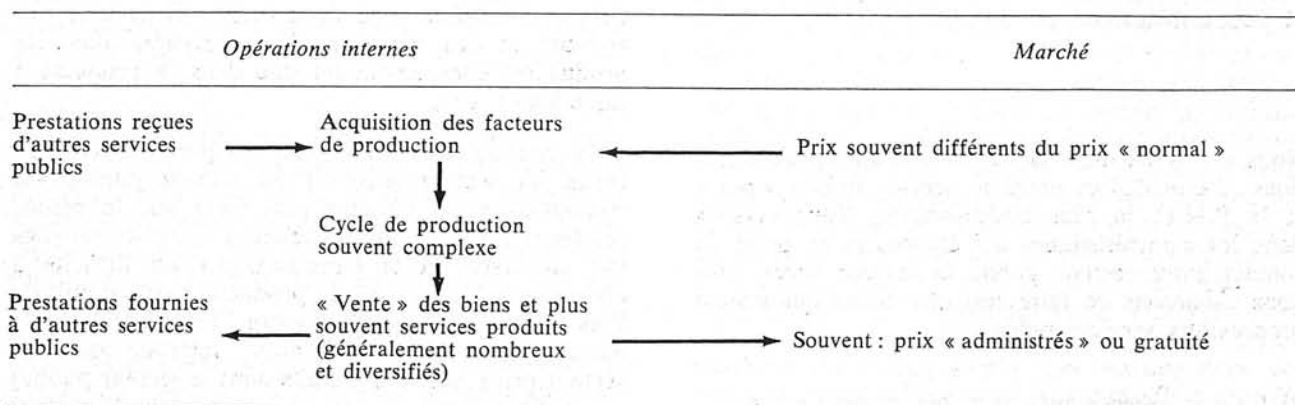 Opérations internes
Marché
Prestations reçues
d'autres services
publics
Acquisition des facteurs
de production
Prix souvent différents du prix « normal »
Cycle de production
souvent complexe
Prestations fournies
à d'autres services
publics
« Vente » des biens et plus
souvent services produits
(généralement nombreux
et diversifiés)
Souvent : prix « administrés » ou gratuité